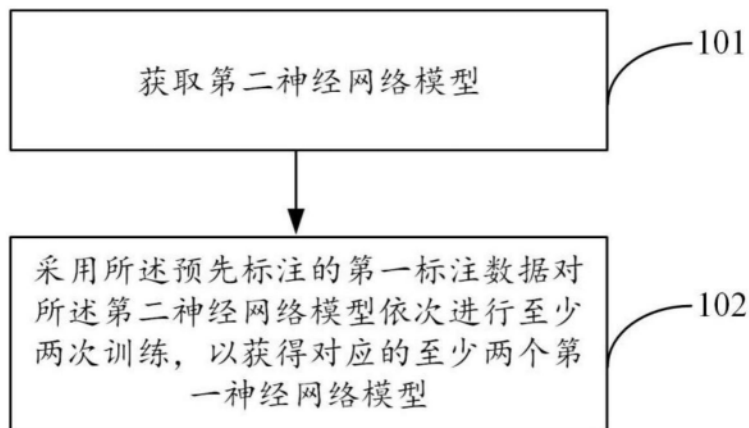 101
获取第二神经网络模型
采用所述预先标注的第一标注数据对
所述第二神经网络模型依次进行至少
两次训练，以获得对应的至少两个第
一神经网络模型
102